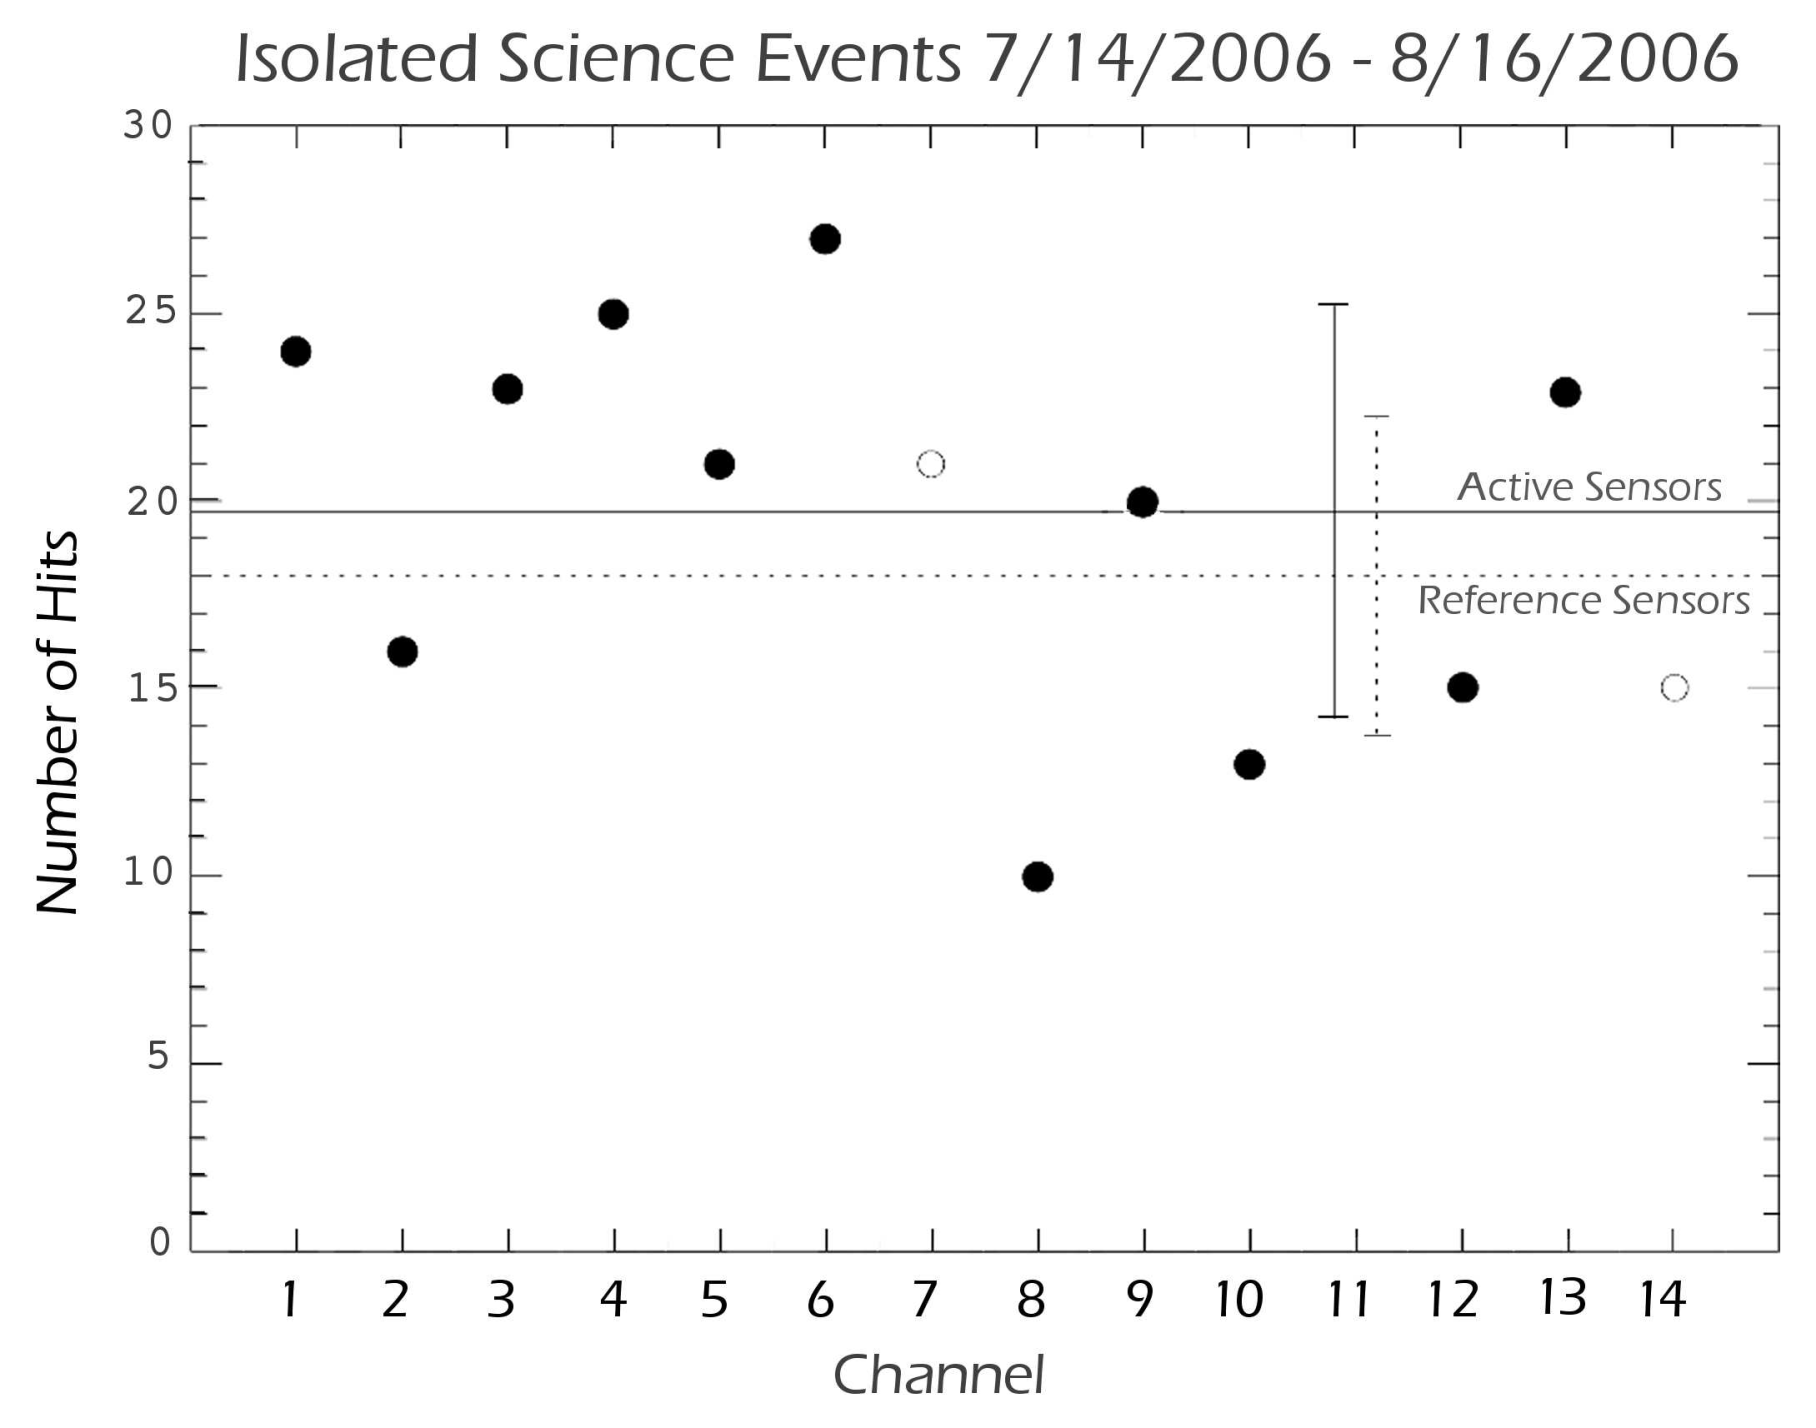 Isolated Science Events 7/14/2006 - 8/16/2006
30
25
20
15
10
5
0
Number of Hits
Active Sensors
Reference Sensors
1 2 3 4 5 6 7 8 9 10 11 12 13 14
Channel